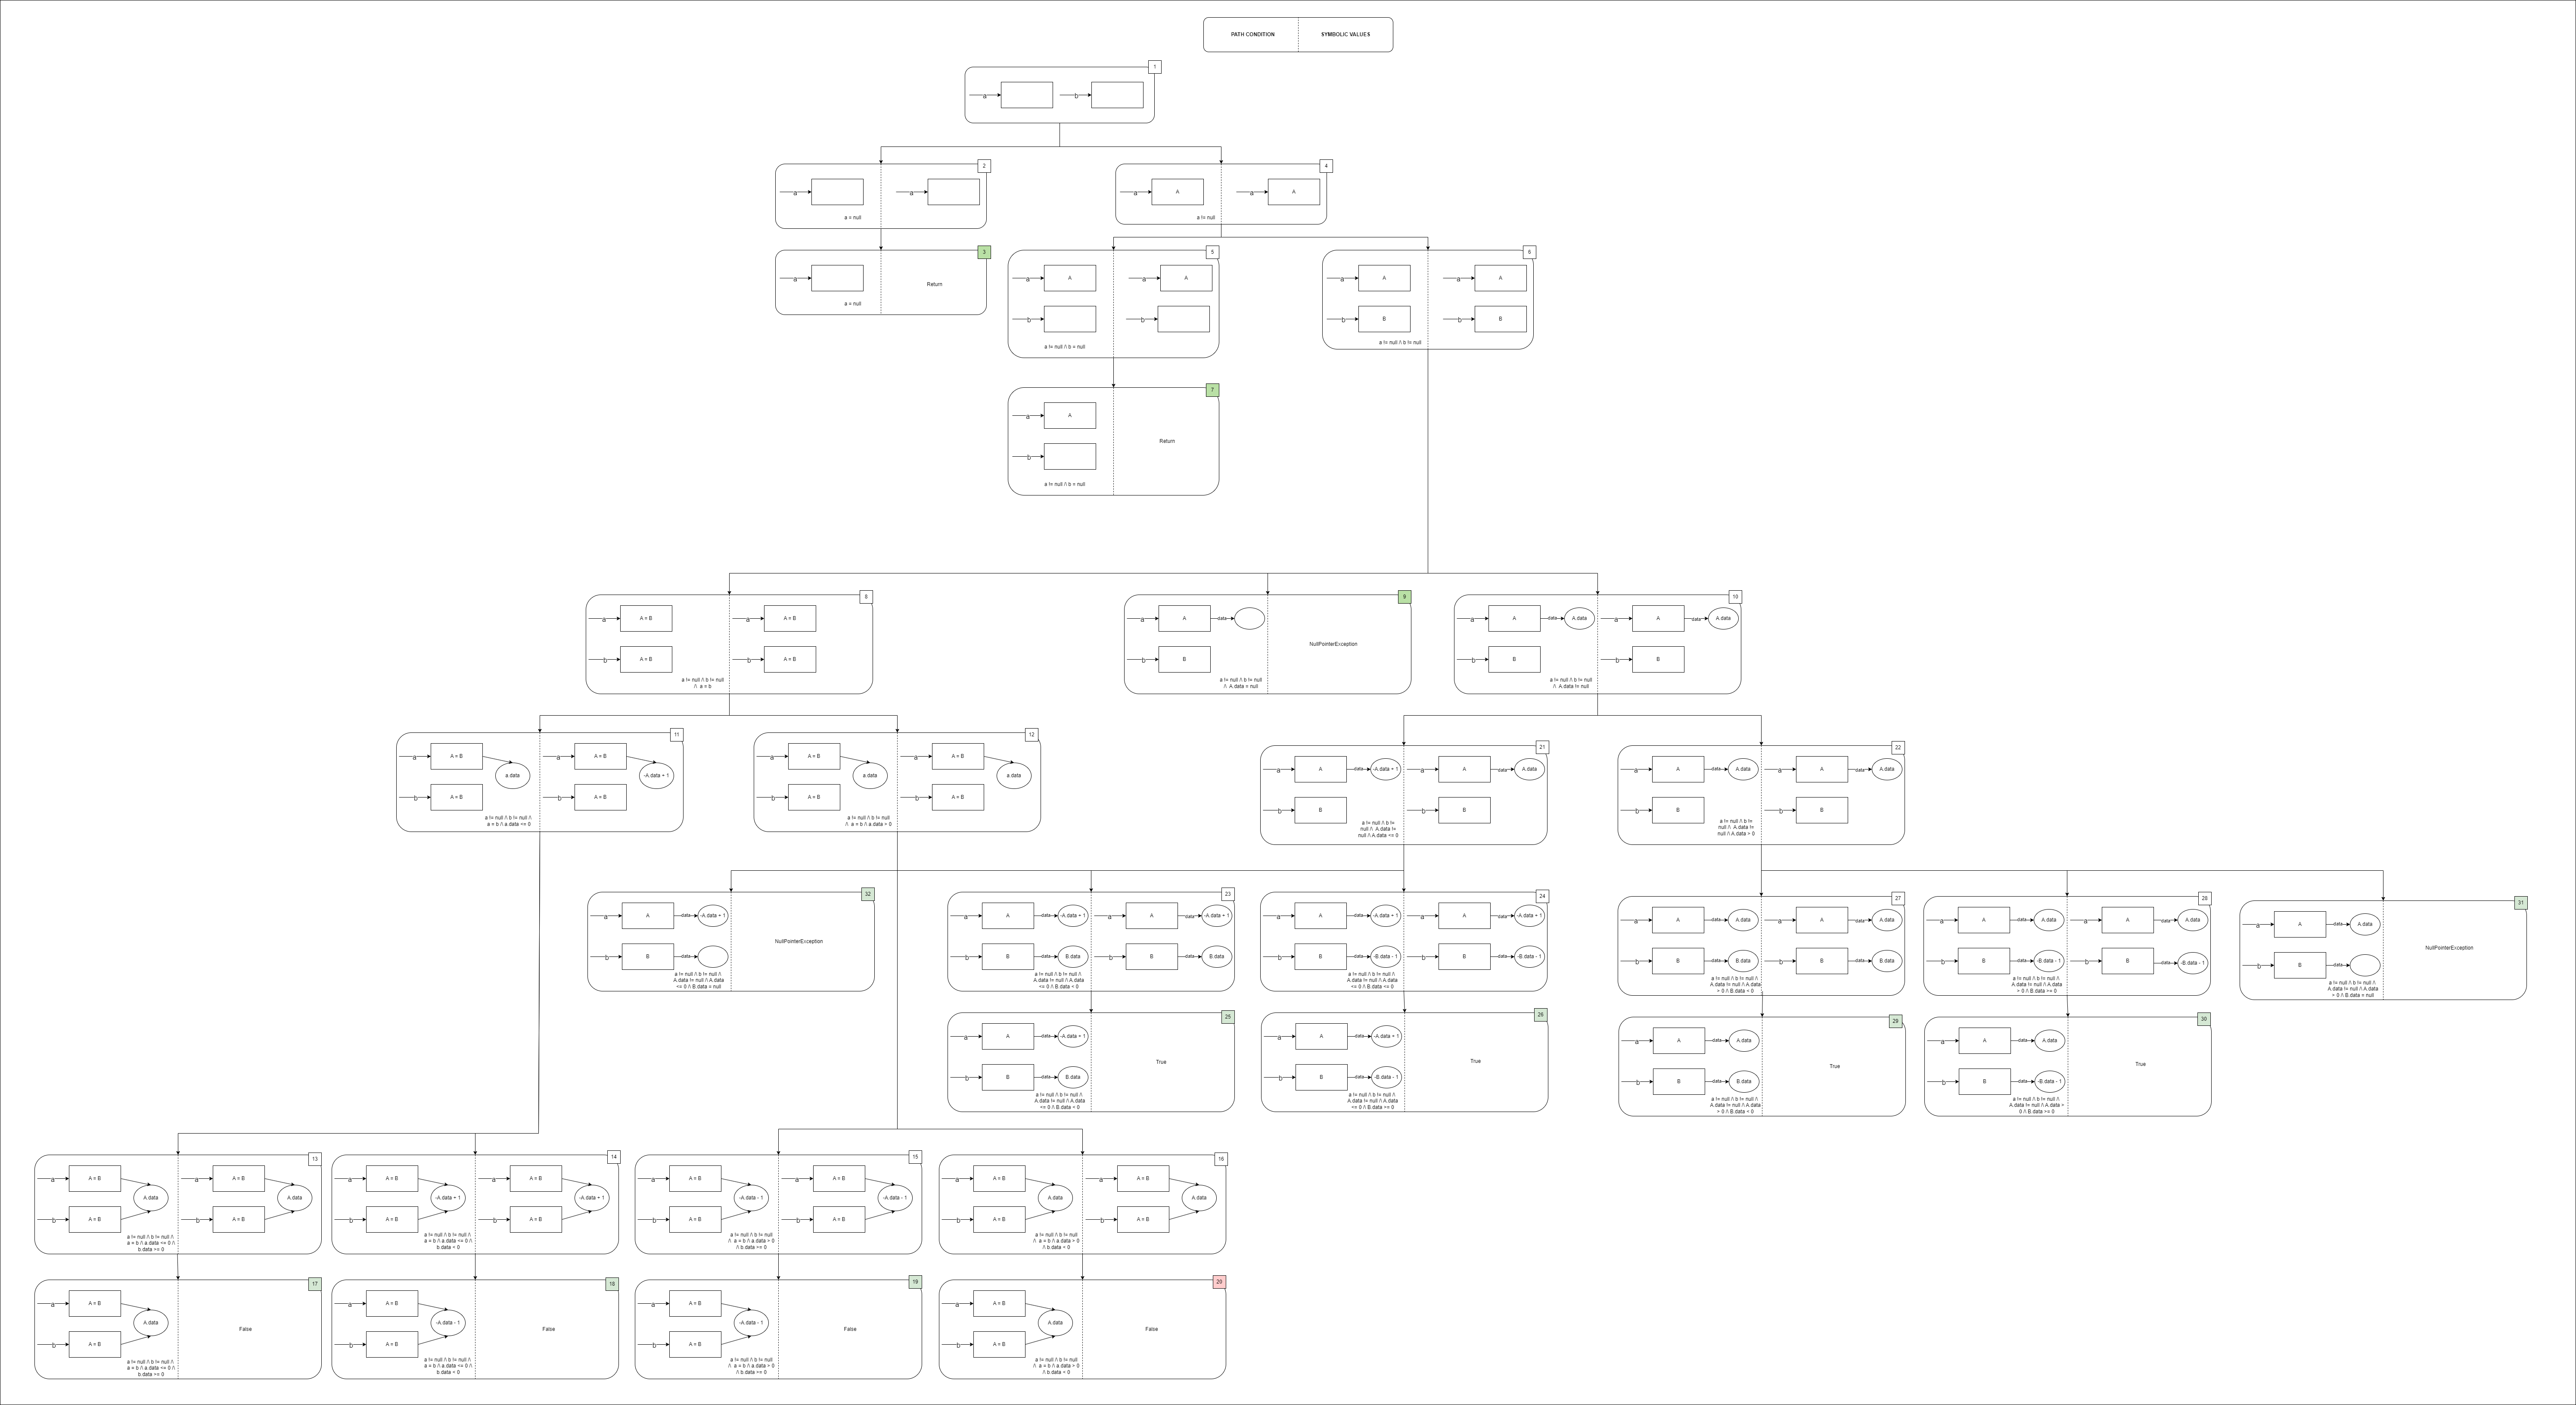 PATH CONDITION
SYMBOLIC VALUES
1
a
b
2
a
a
a = null
4
a
A
a
A
a != null
3
a
Return
a = null
5
a
A
a
A
b
b
a != null /\ b = null
6
a
A
a
A
b
B
b
B
a != null /\ b != null
7
a
A
b
Return
a != null /\ b = null
8
a
A = B
a
A = B
b
A = B
b
A = B
a != null /\ b != null
/\ a = b
9
a
A
data
b
B
NullPointerException
a != null /\ b != null
/\ A.data = null
10
a
A
data
A.data
a
A
data
A.data
b
B
b
B
a != null /\ b != null
/\ A.data != null
11
a
A = B
a.data
a
A = B
-A.data + 1
b
A = B
b
A = B
a != null /\ b != null /\
a = b /\ a.data <= 0
12
a
A = B
a.data
a
A = B
a.data
b
A = B
b
A = B
a != null /\ b != null
/\ a = b /\ a.data > 0
21
a
A
data
-A.data + 1
a
A
data
A.data
b
B
b
B
a != null /\ b !=
null /\ A.data !=
null /\ A.data <= 0
22
a
A
data
A.data
a
A
data
A.data
b
B
b
B
a != null /\ b !=
null /\ A.data !=
null /\ A.data > 0
32
a
A
data
-A.data + 1
b
B
data
NullPointerException
a != null /\ b != null /\
A.data != null /\ A.data
<= 0 /\ B.data = null
23
a
A
data
-A.data + 1
a
A
data
-A.data + 1
b
B
data
B.data
b
B
data
B.data
a != null /\ b != null /\
A.data != null /\ A.data
<= 0 /\ B.data < 0
24
a
A
data
-A.data + 1
a
A
data
-A.data + 1
b
B
data
-B.data - 1
b
B
data
-B.data - 1
a != null /\ b != null /\
A.data != null /\ A.data
27
a
A
data
A.data
a
A
data
A.data
b
B
data
B.data
b
B
data
B.data
a != null /\ b != null /\
A.data != null /\ A.data
> 0 /\ B.data < 0
28
a
A
data
A.data
a
A
data
A.data
b
B
data
-B.data - 1
b
B
data
-B.data - 1
a != null /\ b != null /\
A.data != null /\ A.data
> 0 /\ B.data >= 0
31
a
A
data
A.data
b
B
data
NullPointerException
a != null /\ b != null /\
A.data != null /\ A.data
> 0 /\ B.data = null
25
a
A
data
-A.data + 1
b
B
data
B.data
True
a != null /\ b != null /\
A.data != null /\ A.data
<= 0 /\ B.data < 0
26
a
A
data
-A.data + 1
b
B
data
-B.data - 1
True
a != null /\ b != null /\
A.data != null /\ A.data
29
a
A
data
A.data
b
B
data
B.data
True
a != null /\ b != null /\
A.data != null /\ A.data
> 0 /\ B.data < 0
30
a
A
data
A.data
b
B
data
-B.data - 1
True
a != null /\ b != null /\
A.data != null /\ A.data >
0 /\ B.data >= 0
13
a
A = B
A.data
a
A = B
A.data
b
A = B
b
A = B
a != null /\ b != null /\
a = b /\ a.data <= 0 /\
b.data >= 0
14
a
A = B
-A.data + 1
a
A = B
-A.data + 1
b
A = B
b
A = B
a != null /\ b != null /\
a = b /\ a.data <= 0 /\
b.data < 0
15
a
A = B
-A.data - 1
a
A = B
-A.data - 1
b
A = B
b
A = B
a != null /\ b != null
/\ a = b /\ a.data > 0
/\ b.data >= 0
16
a
A = B
A.data
a
A = B
A.data
b
A = B
b
A = B
a != null /\ b != null
/\ a = b /\ a.data > 0
/\ b.data < 0
17
a
A = B
A.data
b
A = B
False
a != null /\ b != null /\
a = b /\ a.data <= 0 /\
b.data >= 0
18
a
A = B
-A.data - 1
b
A = B
False
a != null /\ b != null /\
a = b /\ a.data <= 0 /\
b.data < 0
19
a
A = B
-A.data - 1
b
A = B
False
a != null /\ b != null
/\ a = b /\ a.data > 0
/\ b.data >= 0
20
a
A = B
A.data
b
A = B
False
a != null /\ b != null
/\ a = b /\ a.data > 0
/\ b.data < 0